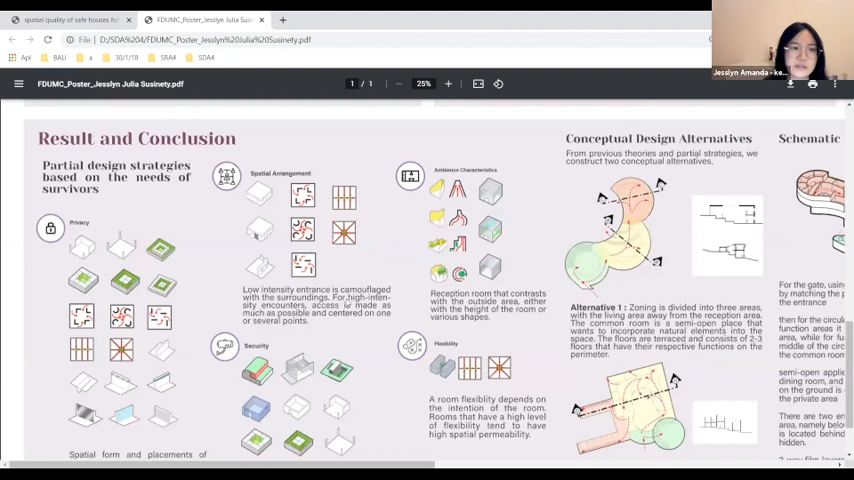 spatial quality of safe houses fo
FDUMC_Poster_Jesslyn Julia Susi
File | D:/SDA%204/FDUMC_Poster_Jesslyn%20Julia%20Susinety.pdf
Apl
BALI
a
30/1/18
SRA4
SDA4
Jesslyn Amanda - ke
FDUMC_Poster_Jesslyn Julia Susinety.pdf
1 / 1
25%
Result and Conclusion
Partial design strategies
based on the needs of
survivors
Privacy
Spatial form and placements of
Spatial Arrangement
Low intensity entrance is camouflaged
with the surroundings. For high-inten-
sity encounters, access is made as
much as possible and centered on one
or several points.
Security
Ambience Characteristics
Reception room that contrasts
with the outside area, either
with the height of the room or
various shapes.
Flexibility
A room flexiblity depends on
the intention of the room.
Rooms that have a high level
of flexibility tend to have
high spatial permeability.
Conceptual Design Alternatives
From previous theories and partial strategies, we
construct two conceptual alternatives.
Alternative 1 : Zoning is divided into three areas,
with the living area away from the reception area.
The common room is a semi-open place that
wants to incorporate natural elements into the
space. The floors are terraced and consists of 2-3
floors that have their respective functions on the
perimeter.
Schematic
For the gate, using
by matching the p
the entrance
then for the circula
function areas it
area, while for fu
middle of the circ
the common room
semi-open applie
dining room, and
on the ground is
the private area
There are two en
area, namely belo
is located behind
hidden.